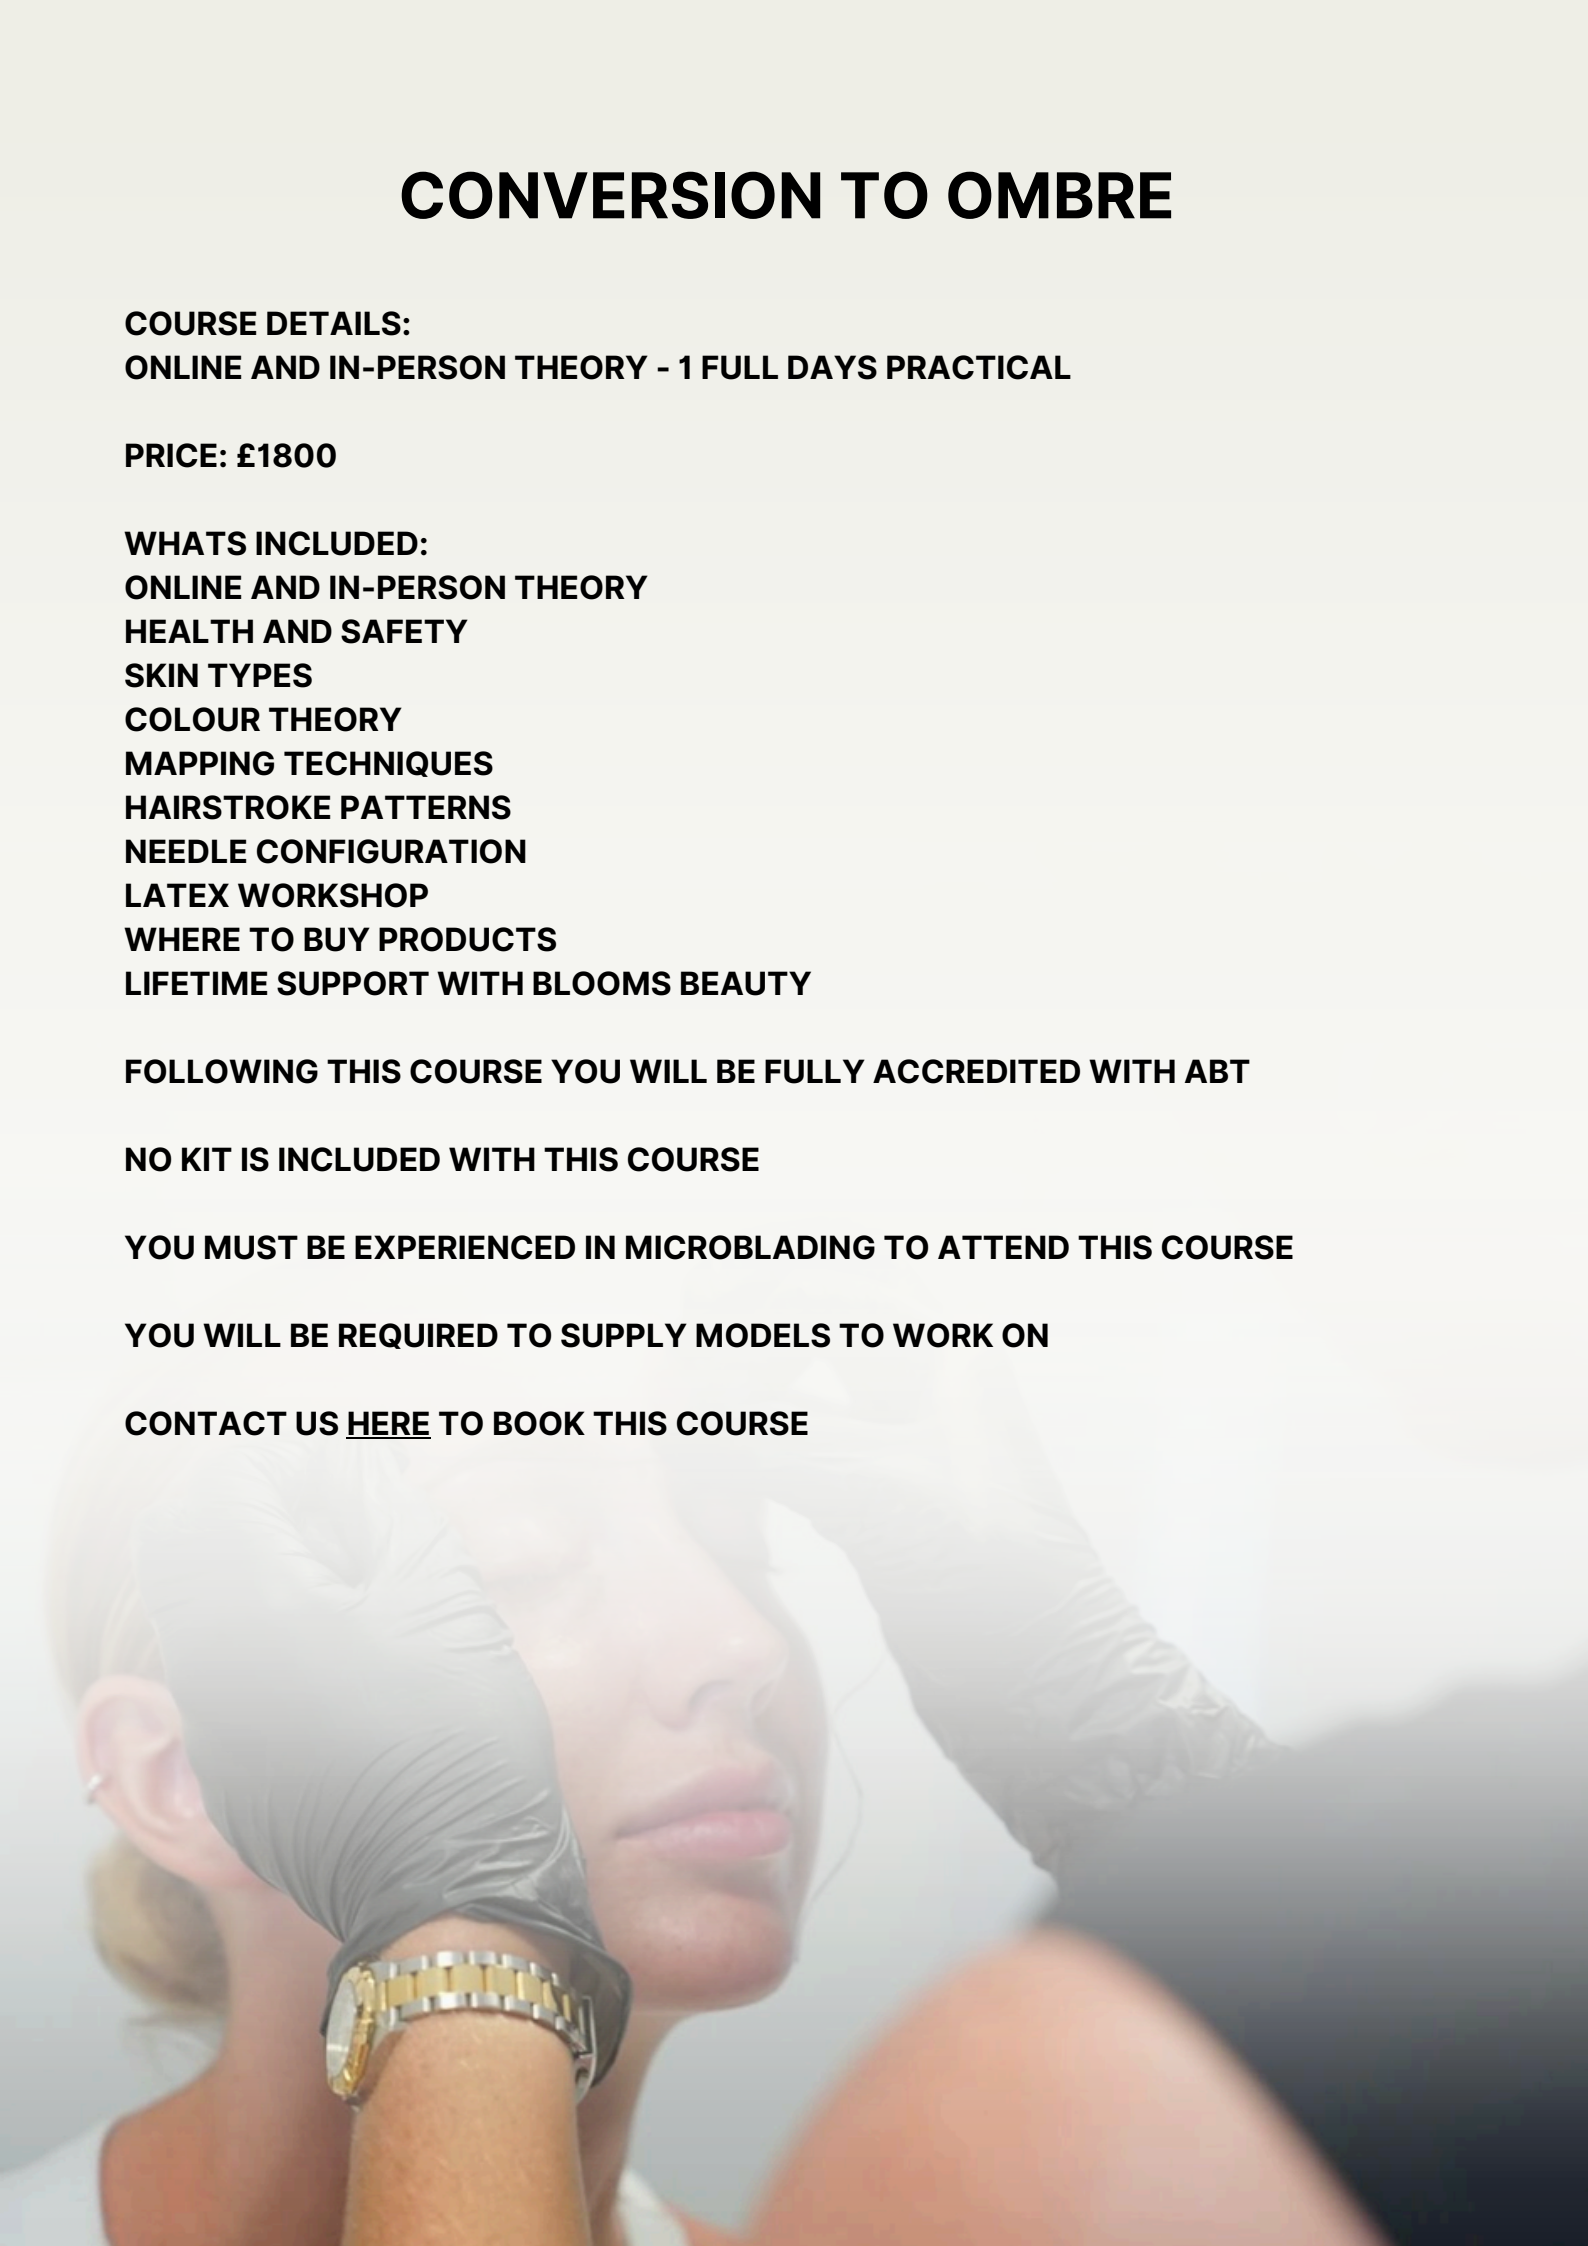 CONVERSION TO OMBRE
COURSE DETAILS:
ONLINE AND IN-PERSON THEORY - 1 FULL DAYS PRACTICAL
PRICE: £1800
WHATS INCLUDED:
ONLINE AND IN-PERSON THEORY
HEALTH AND SAFETY
SKIN TYPES
COLOUR THEORY
MAPPING TECHNIQUES
HAIRSTROKE PATTERNS
NEEDLE CONFIGURATION
LATEX WORKSHOP
WHERE TO BUY PRODUCTS
LIFETIME SUPPORT WITH BLOOMS BEAUTY
FOLLOWING THIS COURSE YOU WILL BE FULLY ACCREDITED WITH ABT
NO KIT IS INCLUDED WITH THIS COURSE
YOU MUST BE EXPERIENCED IN MICROBLADING TO ATTEND THIS COURSE
YOU WILL BE REQUIRED TO SUPPLY MODELS TO WORK ON
CONTACT US HERE TO BOOK THIS COURSE